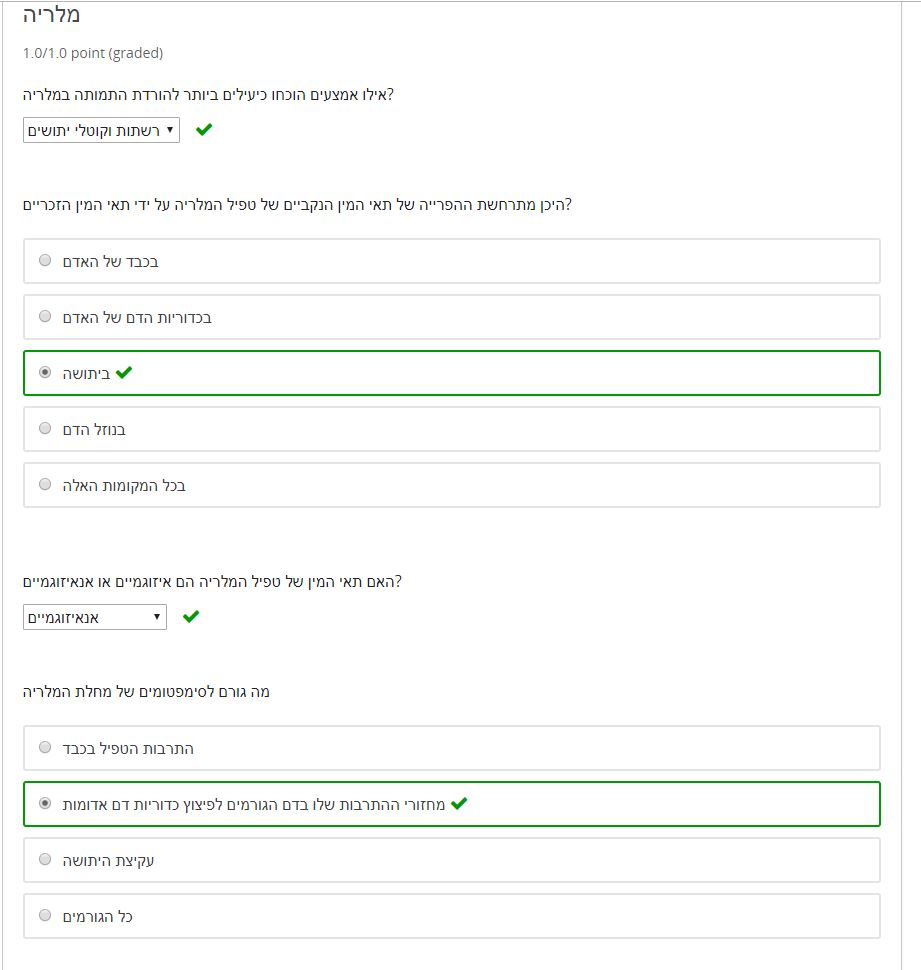 מלריה
1.0/1.0 point (graded)
אילו אמצעים הוכחו כיעילים ביותר להורדת התמותה במלריה?
רשתות וקוטלי יתושים
היכן מתרחשת ההפרייה של תאי המין הנקביים של טפיל המלריה על ידי תאי המין הזכריים?
בכבד של האדם
בכדוריות הדם של האדם
ביתושה
בנוזל הדם
בכל המקומות האלה
האם תאי המין של טפיל המלריה הם איזוגמיים או אנאיזוגמיים?
אנאיזוגמיים
מה גורם לסימפטומים של מחלת המלריה
התרבות הטפיל בכבד
מחזורי ההתרבות שלו בדם הגורמים לפיצוץ כדוריות דם אדומות
עקיצת היתושה
כל הגורמים